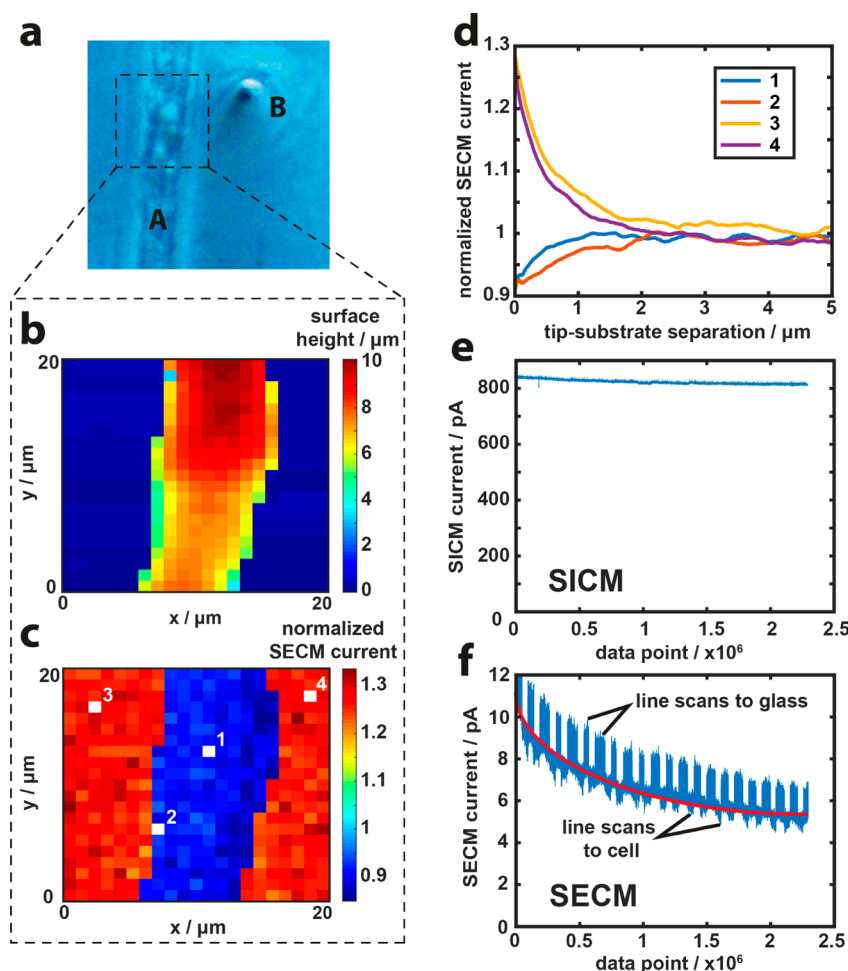 a
A
B
b
surface
height / μm
20
y / μm
0
0
x / μm
20
10
8
6
4
2
0
c
normalized
SECM current
20
y / μm
0
0
x / μm
20
3
4
1
2
1.3
1.2
1.1
1
0.9
d
normalized SECM current
1.3
1.2
1.1
1
0.9
0
1
2
3
4
5
tip-substrate separation / μm
1
2
3
4
e
SICM current / pA
800
600
400
200
0
0
0.5
1
1.5
2
2.5
data point / x10⁶
SICM
f
SECM current / pA
12
10
8
6
4
2
0
0
0.5
1
1.5
2
2.5
data point / x10⁶
line scans to glass
line scans
to cell
SECM